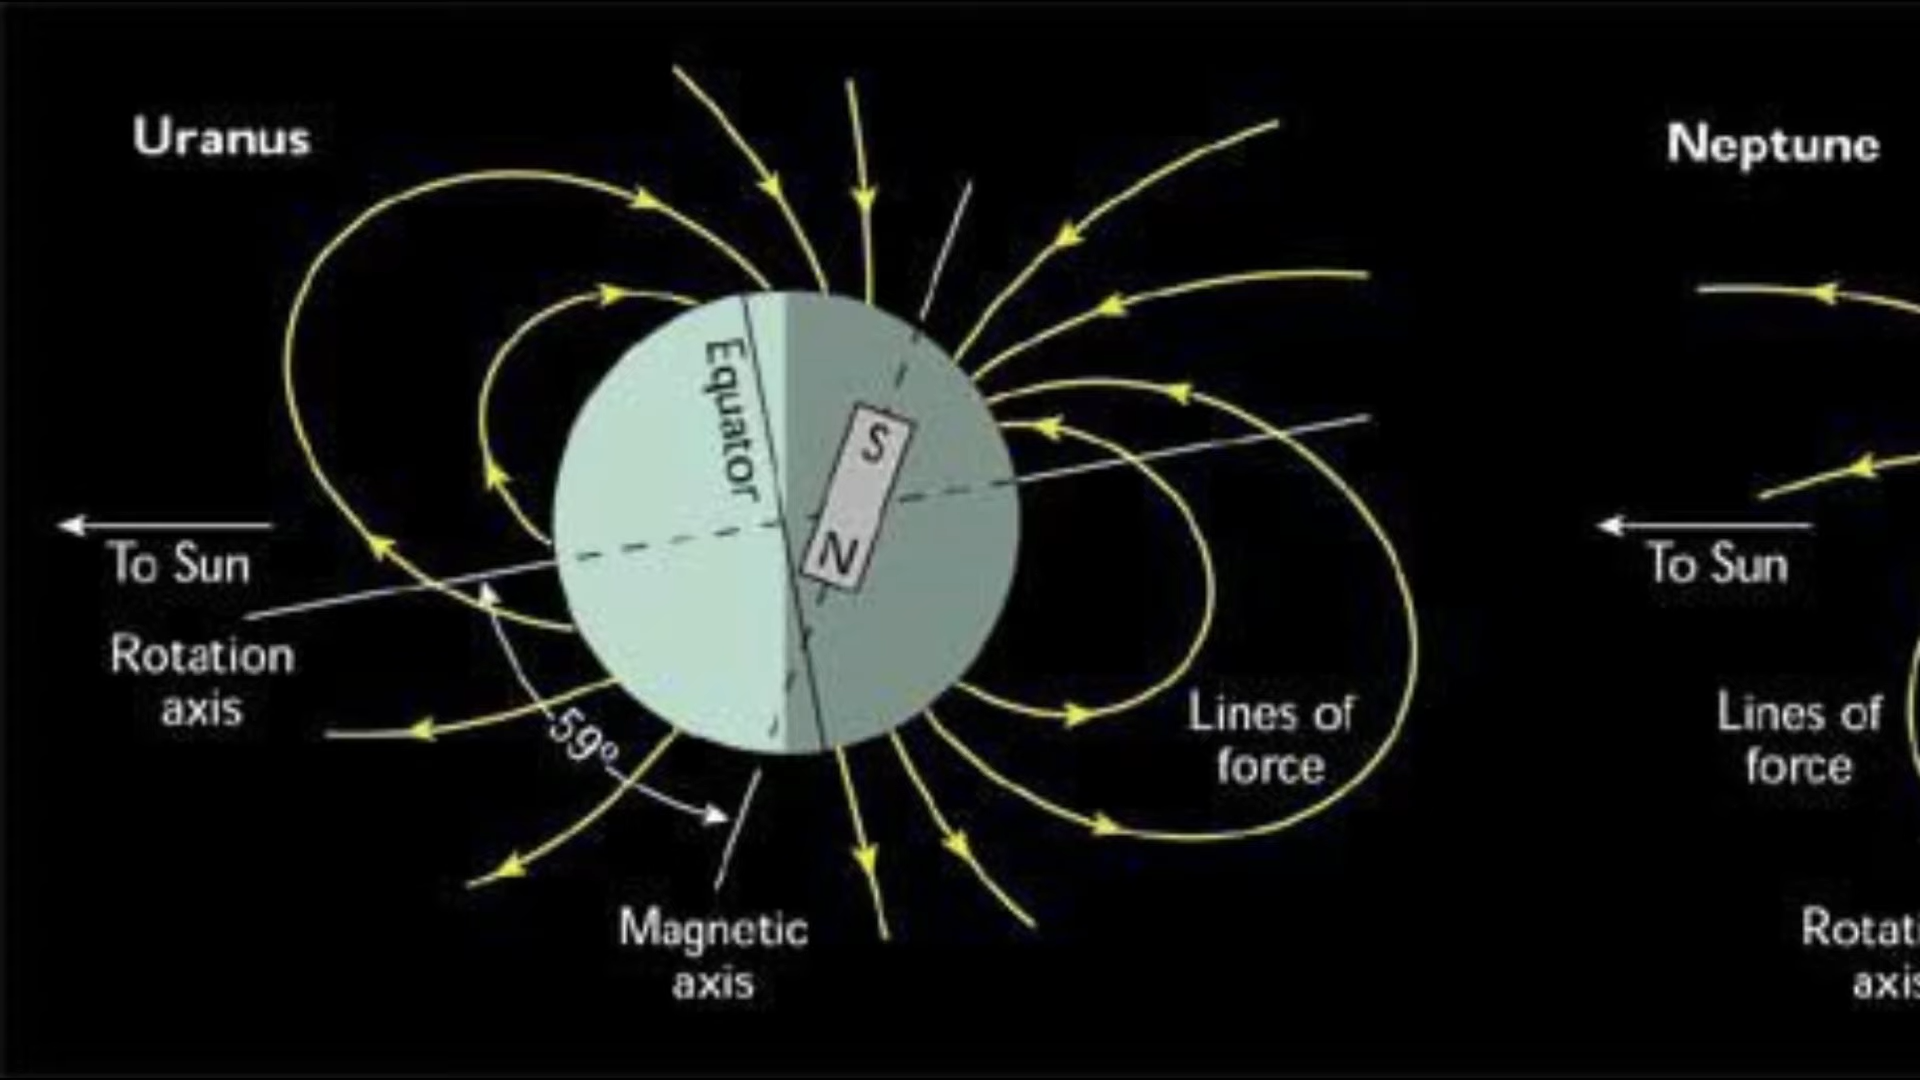 Uranus
Neptune
Equator
S
N
To Sun
Rotation
axis
59°
Magnetic
axis
Lines of
force
To Sun
Lines of
force